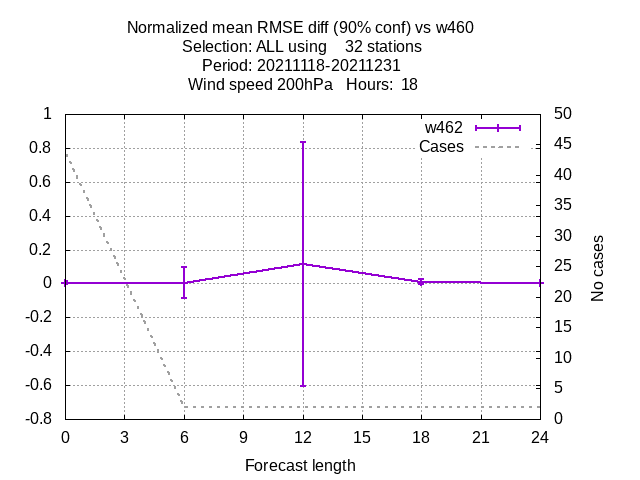 Normalized mean RMSE diff (90% conf) vs w460
Selection: ALL using    32 stations
Period: 20211118-20211231
Wind speed 200hPa   Hours:  18
w462
Cases
1
0.8
0.6
0.4
0.2
0
-0.2
-0.4
-0.6
-0.8
50
45
40
35
30
25
20
15
10
5
0
No cases
0 3 6 9 12 15 18 21 24
Forecast length